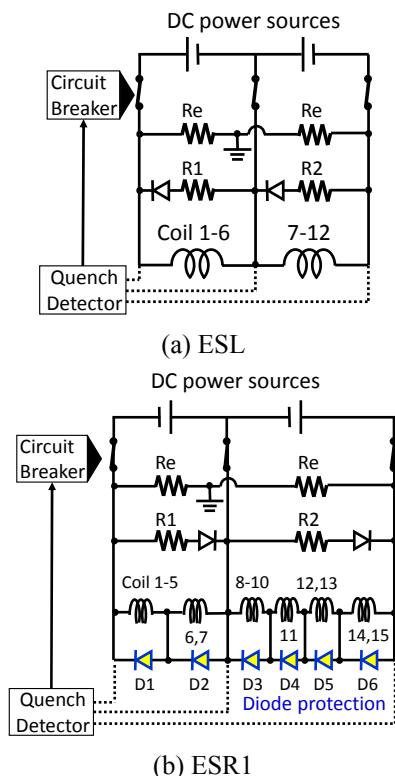 DC power sources
Circuit
Breaker
Re
Re
R1
R2
Coil 1-6
7-12
Quench
Detector
(a) ESL
DC power sources
Circuit
Breaker
Re
Re
R1
R2
Coil 1-5
8-10
12,13
6,7
11
14,15
D1
D2
D3
D4
D5
D6
Quench
Detector
Diode protection
(b) ESR1